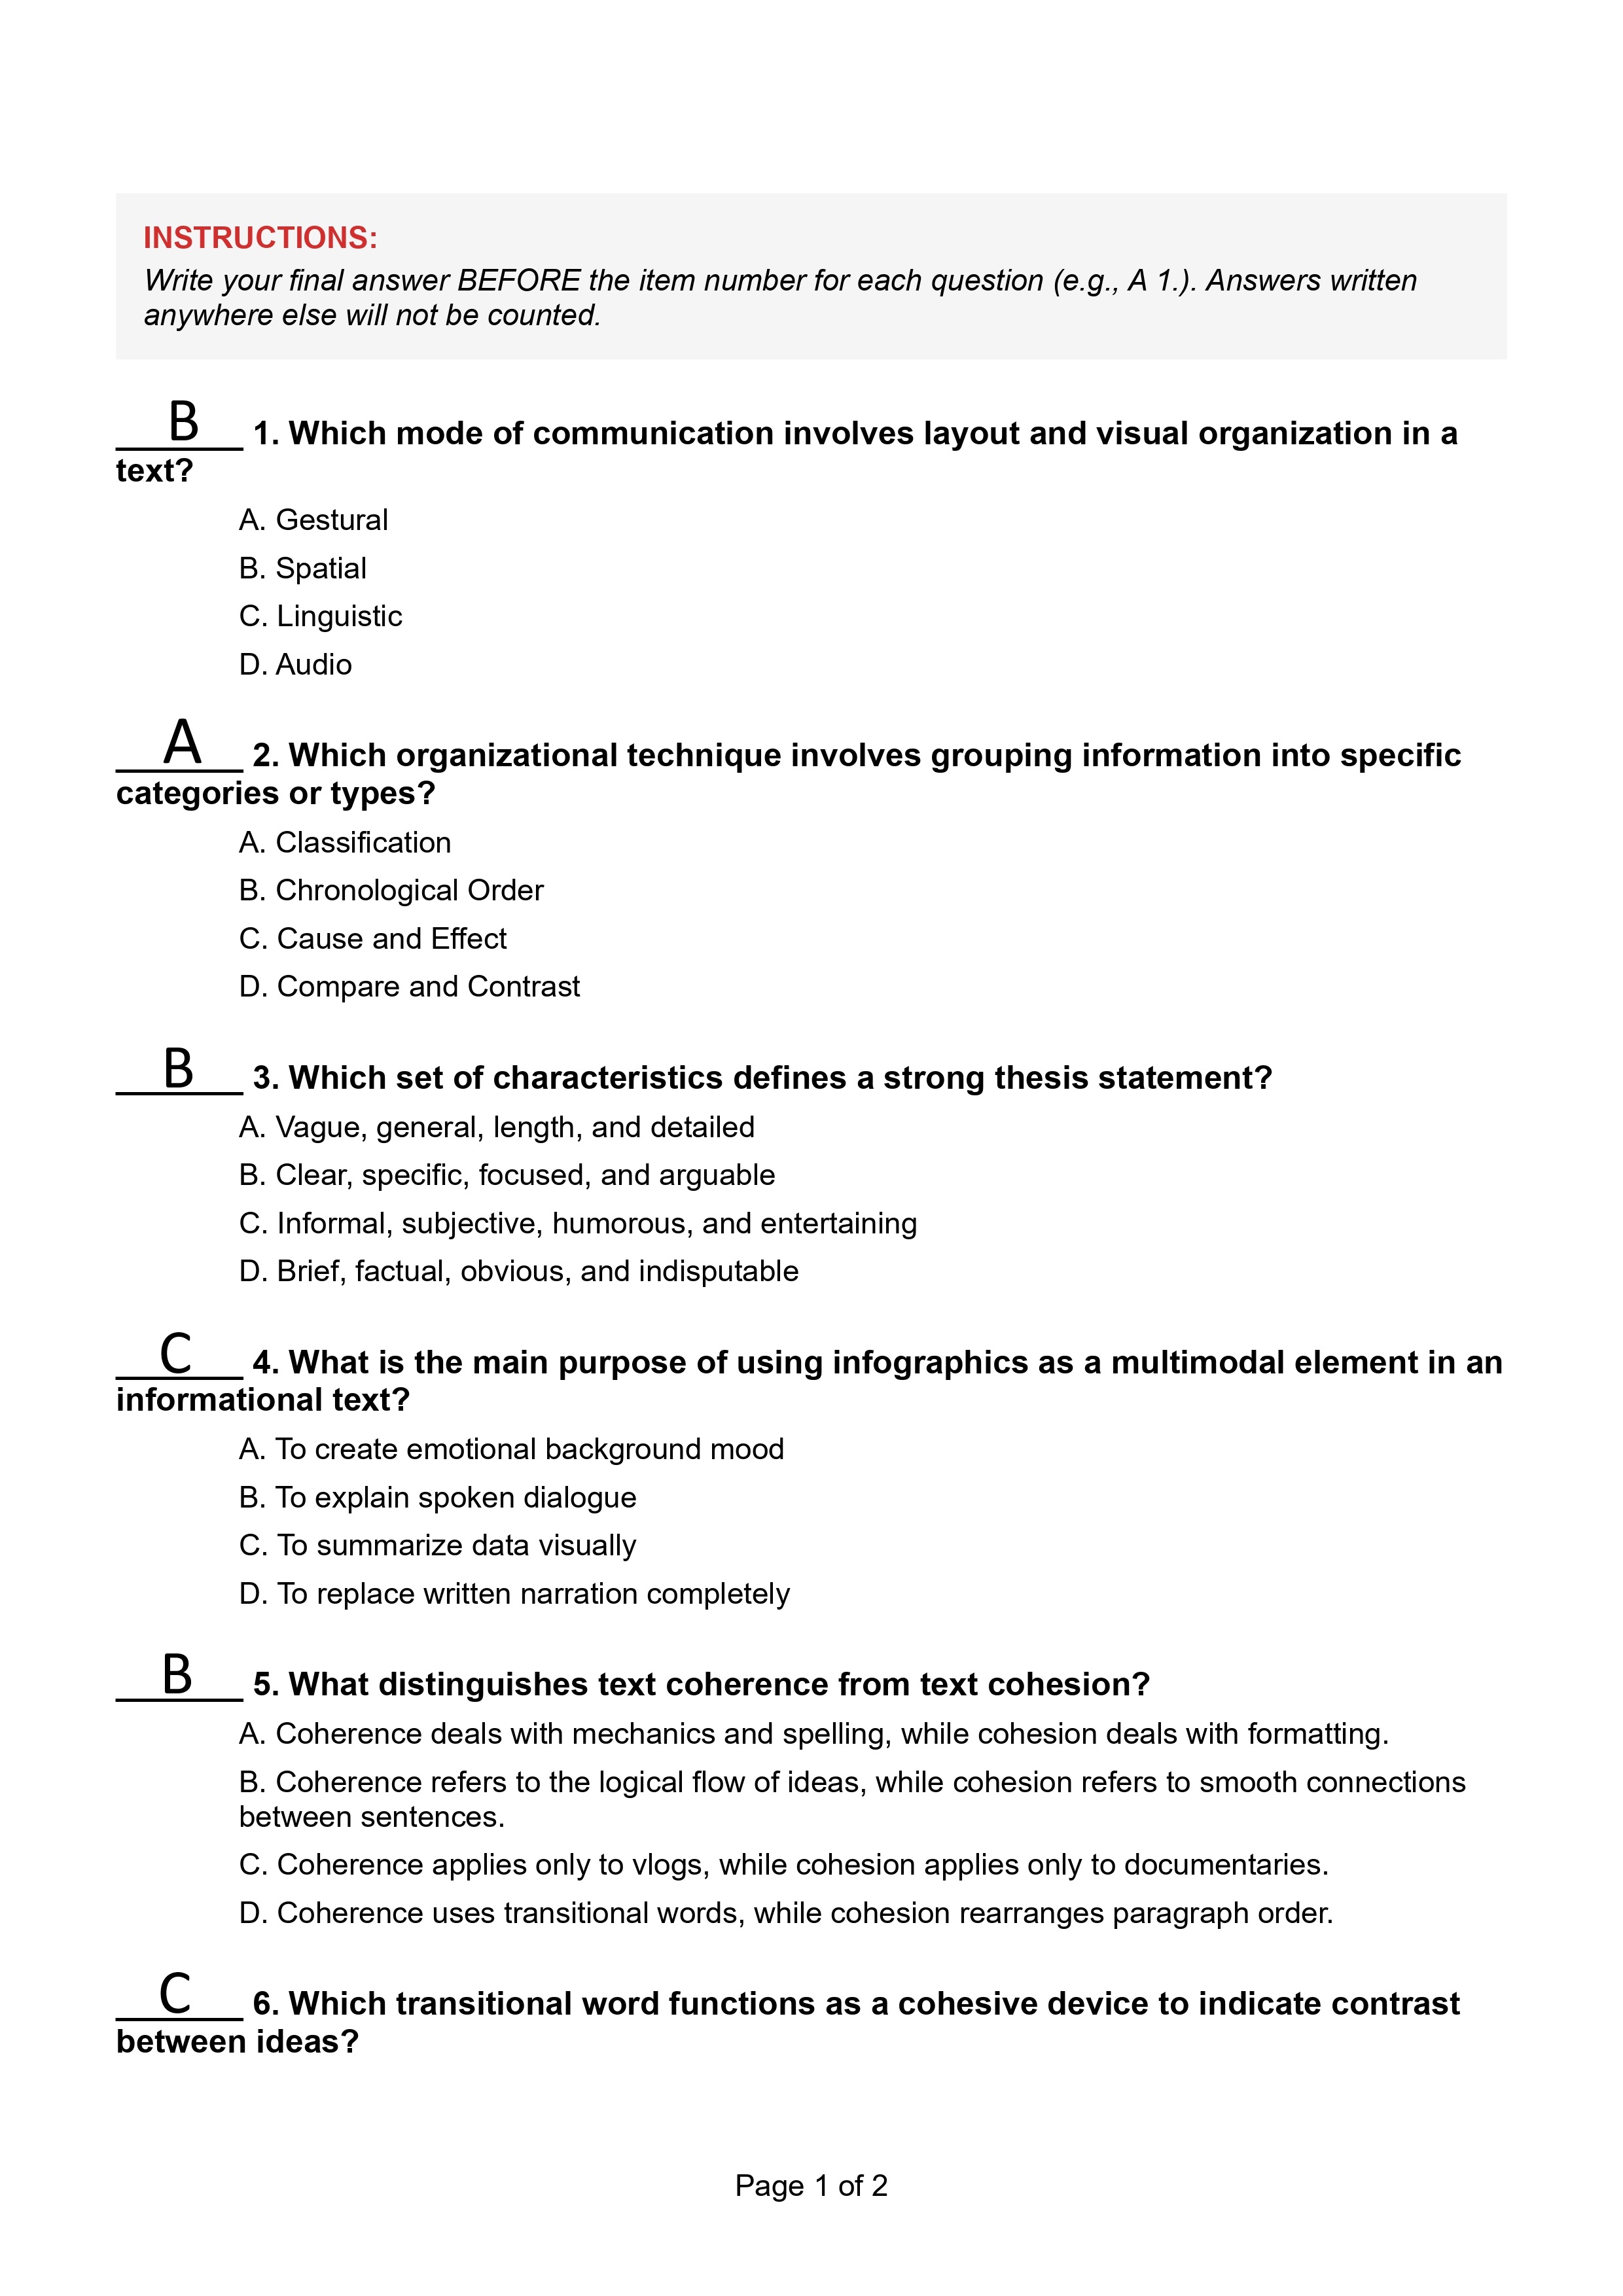 INSTRUCTIONS:
Write your final answer BEFORE the item number for each question (e.g., A 1.). Answers written
anywhere else will not be counted.
B 1. Which mode of communication involves layout and visual organization in a
text?
A. Gestural
B. Spatial
C. Linguistic
D. Audio
A 2. Which organizational technique involves grouping information into specific
categories or types?
A. Classification
B. Chronological Order
C. Cause and Effect
D. Compare and Contrast
B 3. Which set of characteristics defines a strong thesis statement?
A. Vague, general, length, and detailed
B. Clear, specific, focused, and arguable
C. Informal, subjective, humorous, and entertaining
D. Brief, factual, obvious, and indisputable
C 4. What is the main purpose of using infographics as a multimodal element in an
informational text?
A. To create emotional background mood
B. To explain spoken dialogue
C. To summarize data visually
D. To replace written narration completely
B 5. What distinguishes text coherence from text cohesion?
A. Coherence deals with mechanics and spelling, while cohesion deals with formatting.
B. Coherence refers to the logical flow of ideas, while cohesion refers to smooth connections
between sentences.
C. Coherence applies only to vlogs, while cohesion applies only to documentaries.
D. Coherence uses transitional words, while cohesion rearranges paragraph order.
C 6. Which transitional word functions as a cohesive device to indicate contrast
between ideas?
Page 1 of 2